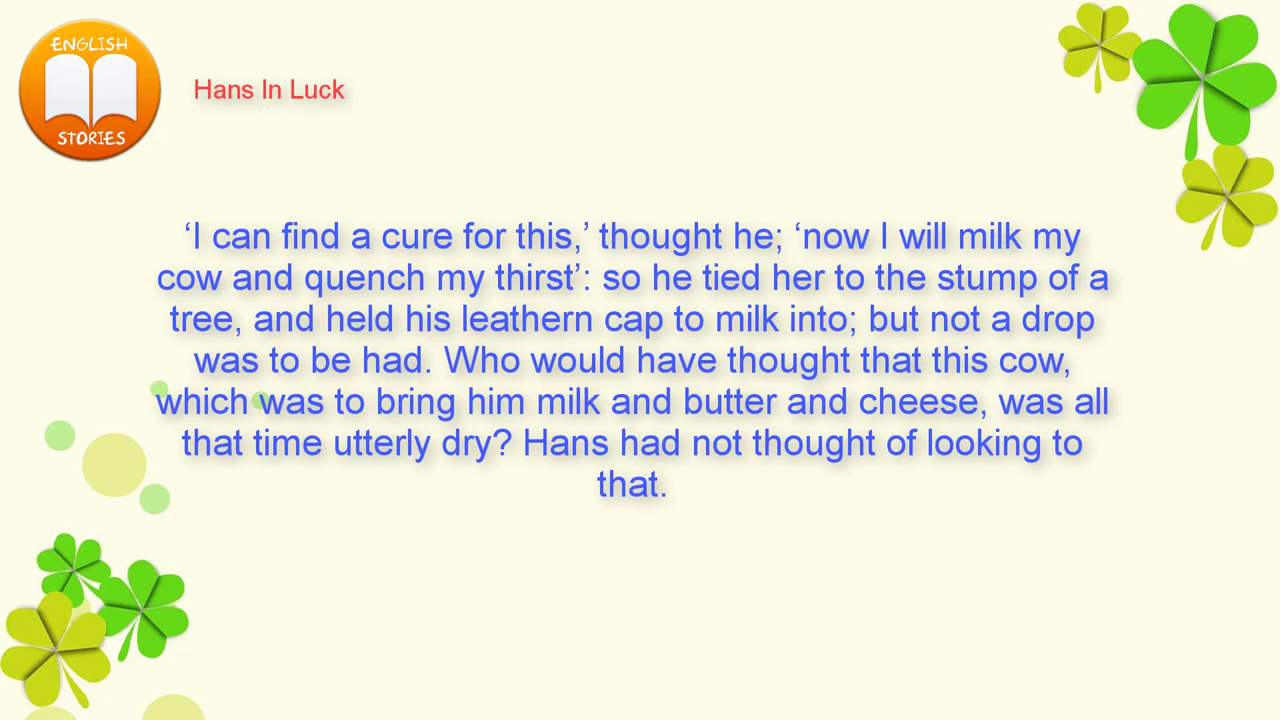 ENGLISH
STORIES
Hans In Luck
‘I can find a cure for this,’ thought he; ‘now I will milk my
cow and quench my thirst’: so he tied her to the stump of a
tree, and held his leathern cap to milk into; but not a drop
was to be had. Who would have thought that this cow,
which was to bring him milk and butter and cheese, was all
that time utterly dry? Hans had not thought of looking to
that.